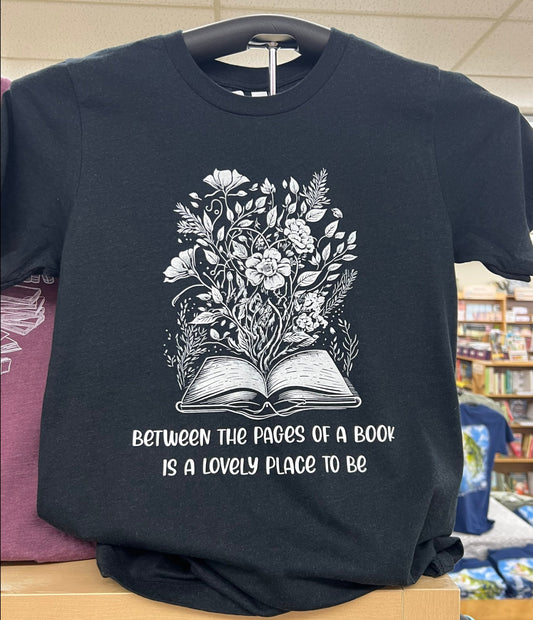 BETWEEN THE PAGES OF A BOOK
IS A LOVELY PLACE TO BE